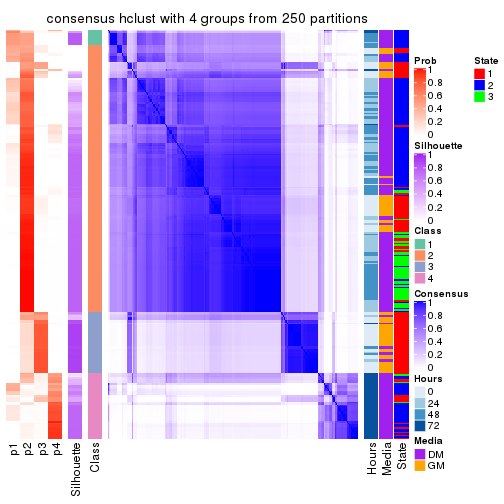 consensus hclust with 4 groups from 250 partitions
Prob
1
0.8
0.6
0.4
0.2
0
State
1
2
3
Silhouette
1
0.8
0.6
0.4
0.2
0
Class
1
2
3
4
Consensus
1
0.8
0.6
0.4
0.2
0
Hours
0
24
48
72
Media
DM
GM
p1
p2
p3
p4
Silhouette
Class
Hours
Media
State